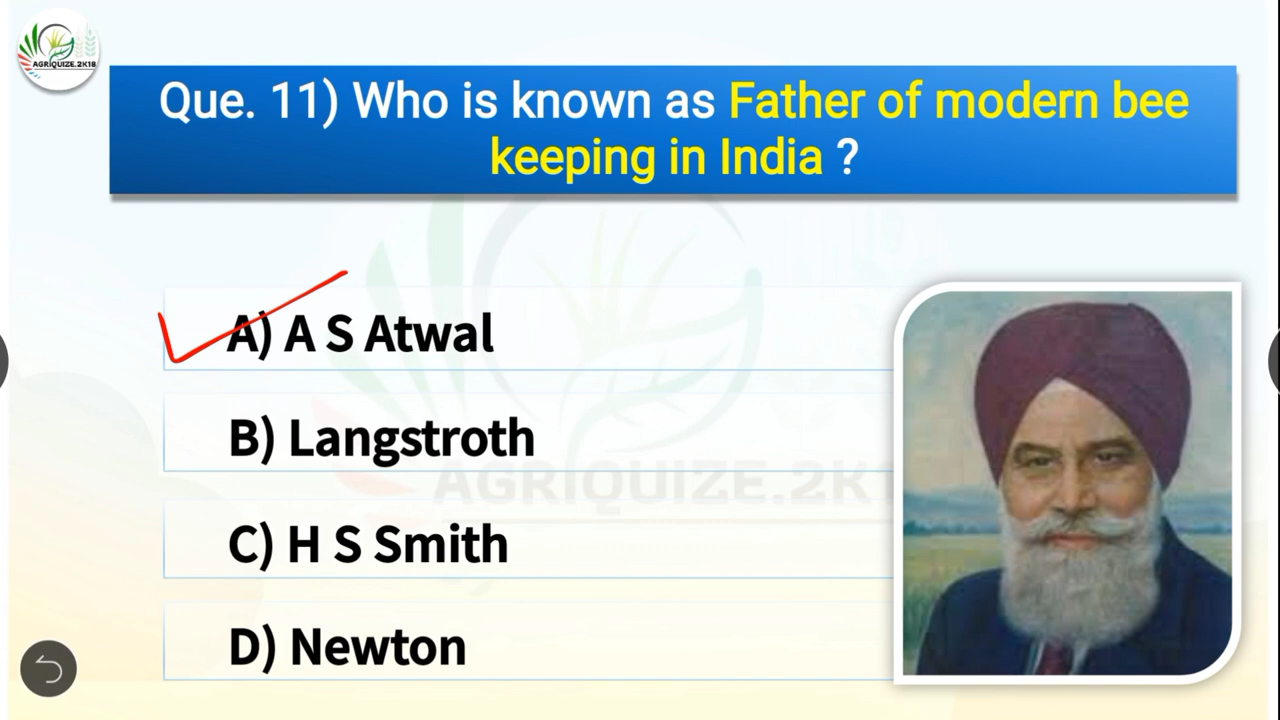 AGRIQUIZE.2K18
Que. 11) Who is known as Father of modern bee
keeping in India ?
A) A S Atwal
B) Langstroth
C) H S Smith
D) Newton
AGRIQUIZE.2K1